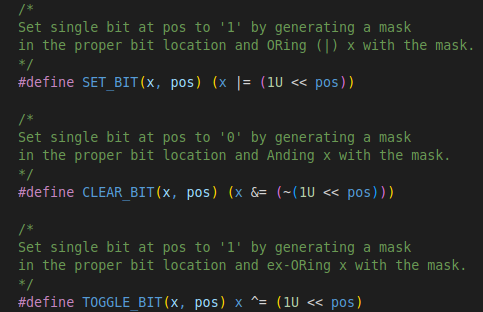 /*
Set single bit at pos to '1' by generating a mask
in the proper bit location and ORing (|) x with the mask.
*/
#define SET_BIT(x, pos) (x |= (1U << pos))
/*
Set single bit at pos to '0' by generating a mask
in the proper bit location and Anding x with the mask.
*/
#define CLEAR_BIT(x, pos) (x &= (~(1U << pos)))
/*
Set single bit at pos to '1' by generating a mask
in the proper bit location and ex-ORing x with the mask.
*/
#define TOGGLE_BIT(x, pos) x ^= (1U << pos)